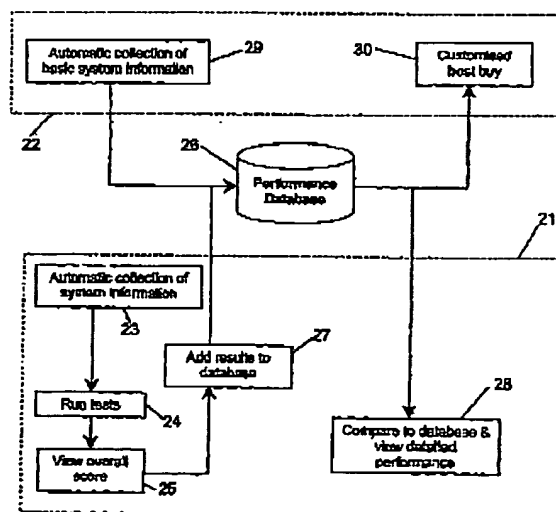 Automatic collection of
basic system information
29
30
Customised
best buy
22
26
Performance
Database
21
Automatic collection of
system information
23
Add results to
database
27
Run tests
24
View overall
score
25
28
Compare to database &
view detailed
performance